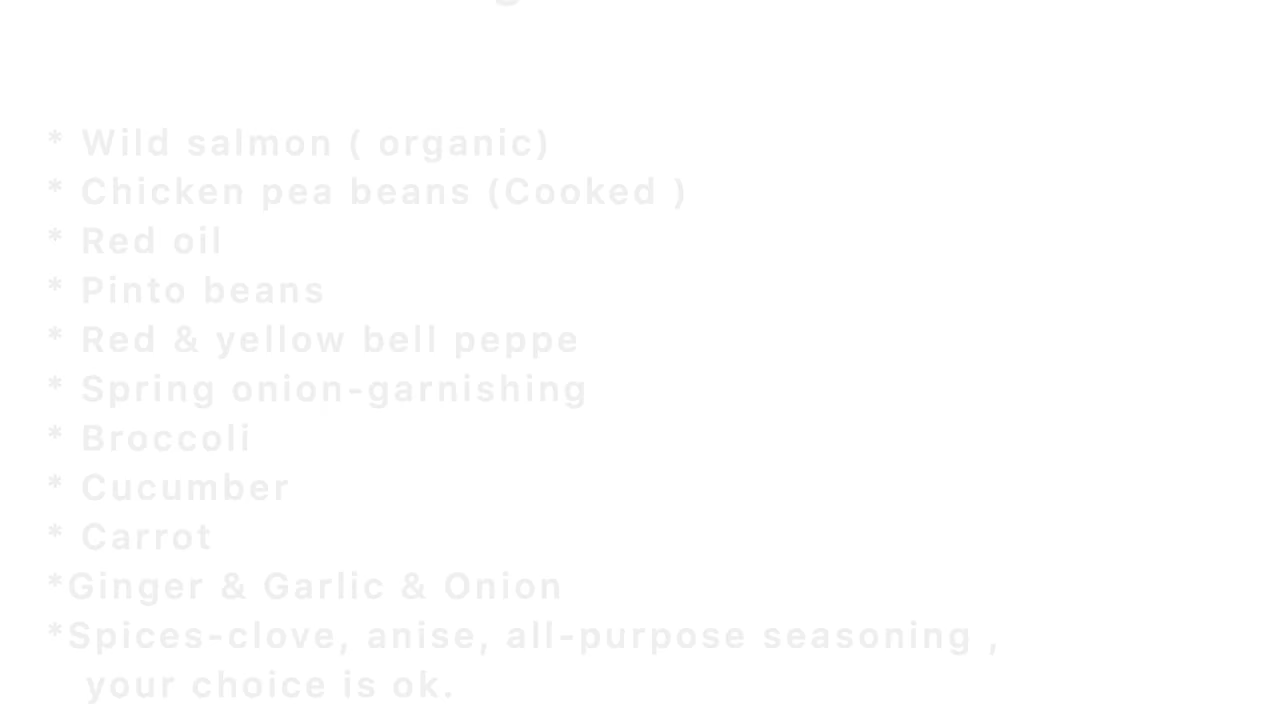 * Wild salmon ( organic)
* Chicken pea beans (Cooked )
* Red oil
* Pinto beans
* Red & yellow bell peppe
* Spring onion-garnishing
* Broccoli
* Cucumber
* Carrot
*Ginger & Garlic & Onion
*Spices-clove, anise, all-purpose seasoning ,
your choice is ok.